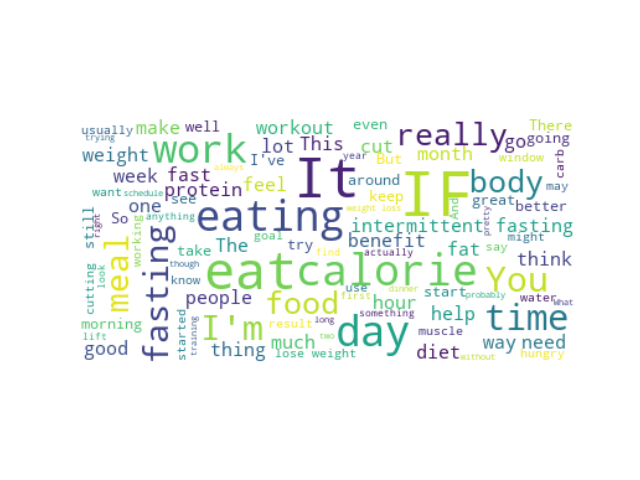 usually make well workout even There
trying work lot This really go going
weight I've cut But month window carb
week fast always It year IF body
want schedule see protein feel around keep And great may
one eating pretty better
still right So anything intermittent fasting
meal working fasting The goal try benefit weight loss might
cutting look take eat calorie fat say think
though know find actually You
people food use dinner hour start probably water What
morning I'm first day something help muscle time
lift started training result long two
good thing much lose weight diet without way need hungry